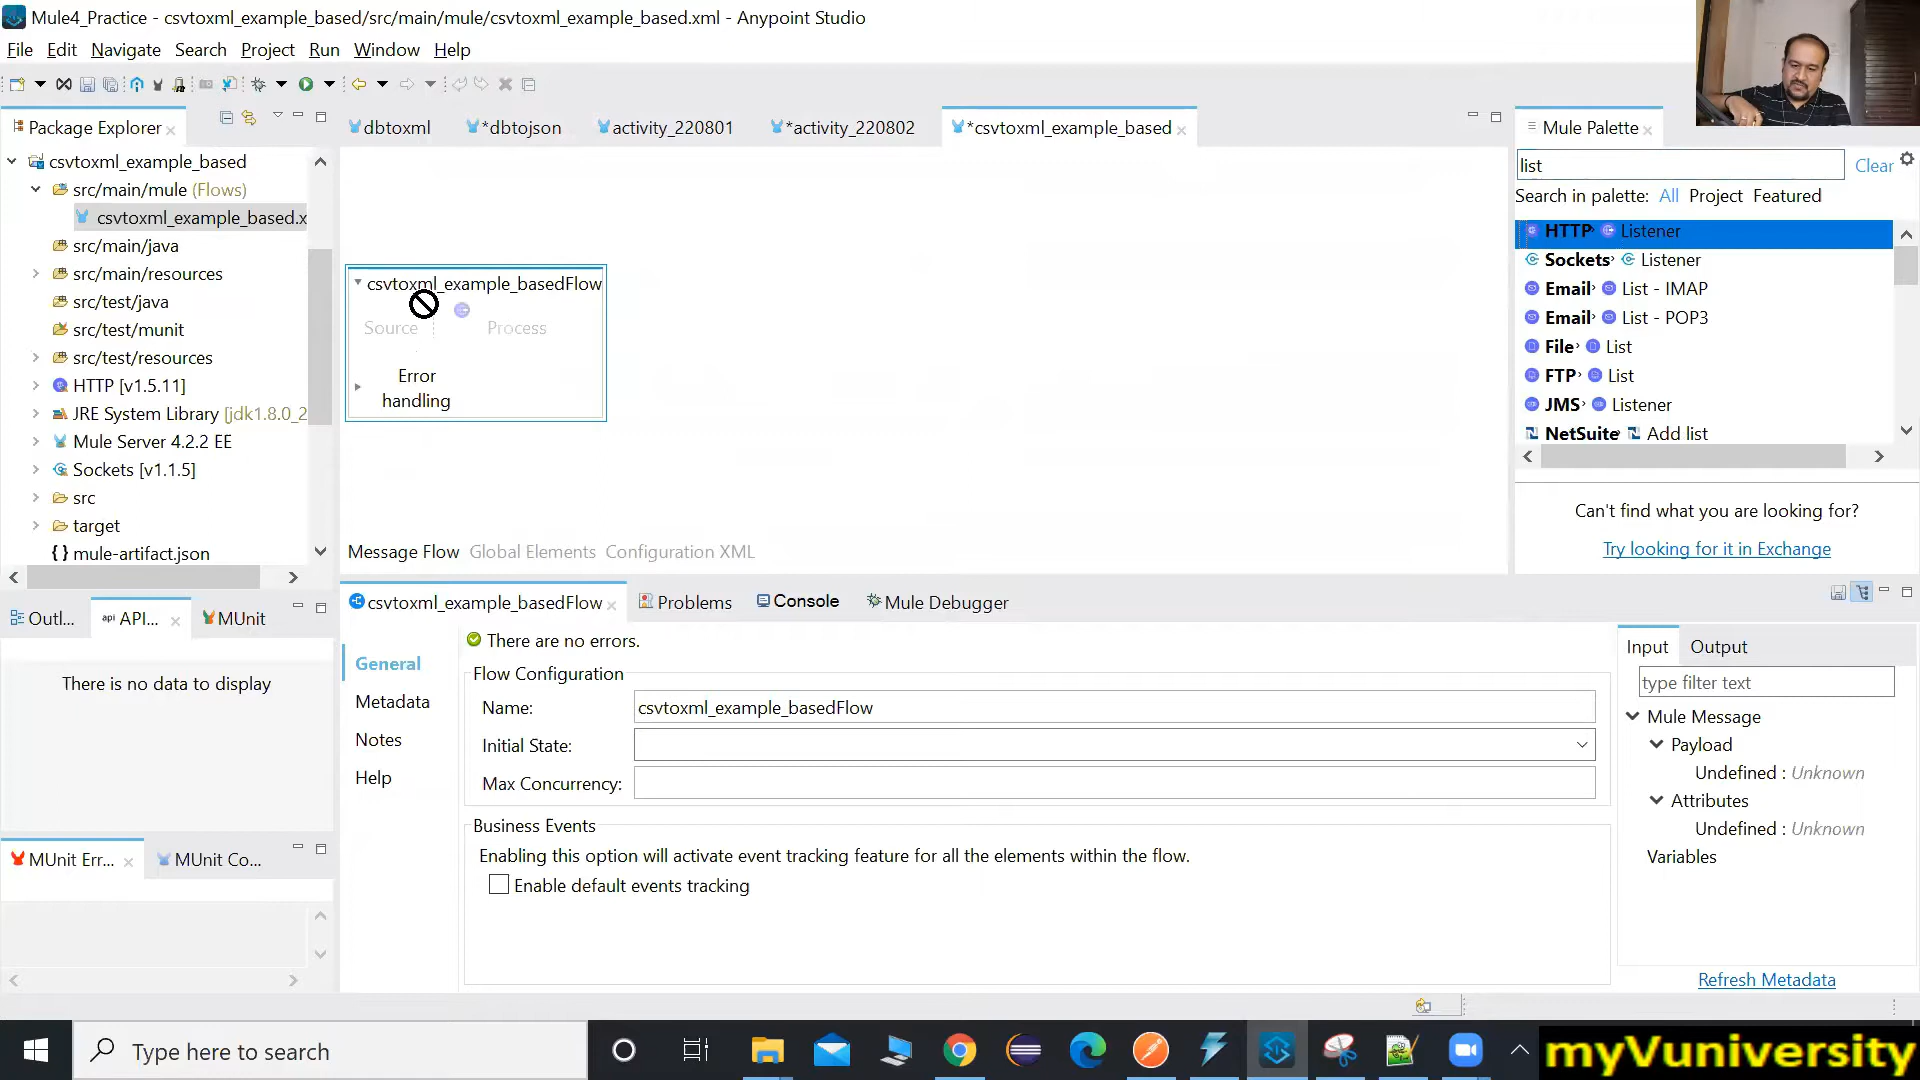 Mule4_Practice - csvtoxml_example_based/src/main/mule/csvtoxml_example_based.xml - Anypoint Studio
File Edit Navigate Search Project Run Window Help
Package Explorer
dbtoxml
*dbtojson
activity_220801
*activity_220802
*csvtoxml_example_based
Mule Palette
csvtoxml_example_based
src/main/mule (Flows)
csvtoxml_example_based.x
src/main/java
src/main/resources
src/test/java
src/test/munit
src/test/resources
HTTP [v1.5.11]
JRE System Library [jdk1.8.0_2
Mule Server 4.2.2 EE
Sockets [v1.1.5]
src
target
{} mule-artifact.json
csvtoxml_example_basedFlow
Source
Process
Error
handling
Message Flow Global Elements Configuration XML
list
Clear
Search in palette: All Project Featured
HTTP Listener
Sockets Listener
Email List - IMAP
Email List - POP3
File List
FTP List
JMS Listener
NetSuite Add list
Can't find what you are looking for?
Try looking for it in Exchange
Outl...
api API...
MUnit
There is no data to display
MUnit Err...
MUnit Co...
csvtoxml_example_basedFlow
Problems
Console
Mule Debugger
General
Metadata
Notes
Help
There are no errors.
Flow Configuration
Name: csvtoxml_example_basedFlow
Initial State:
Max Concurrency:
Business Events
Enabling this option will activate event tracking feature for all the elements within the flow.
Enable default events tracking
Input Output
type filter text
Mule Message
Payload
Undefined : Unknown
Attributes
Undefined : Unknown
Variables
Refresh Metadata
Type here to search
myVuniversity